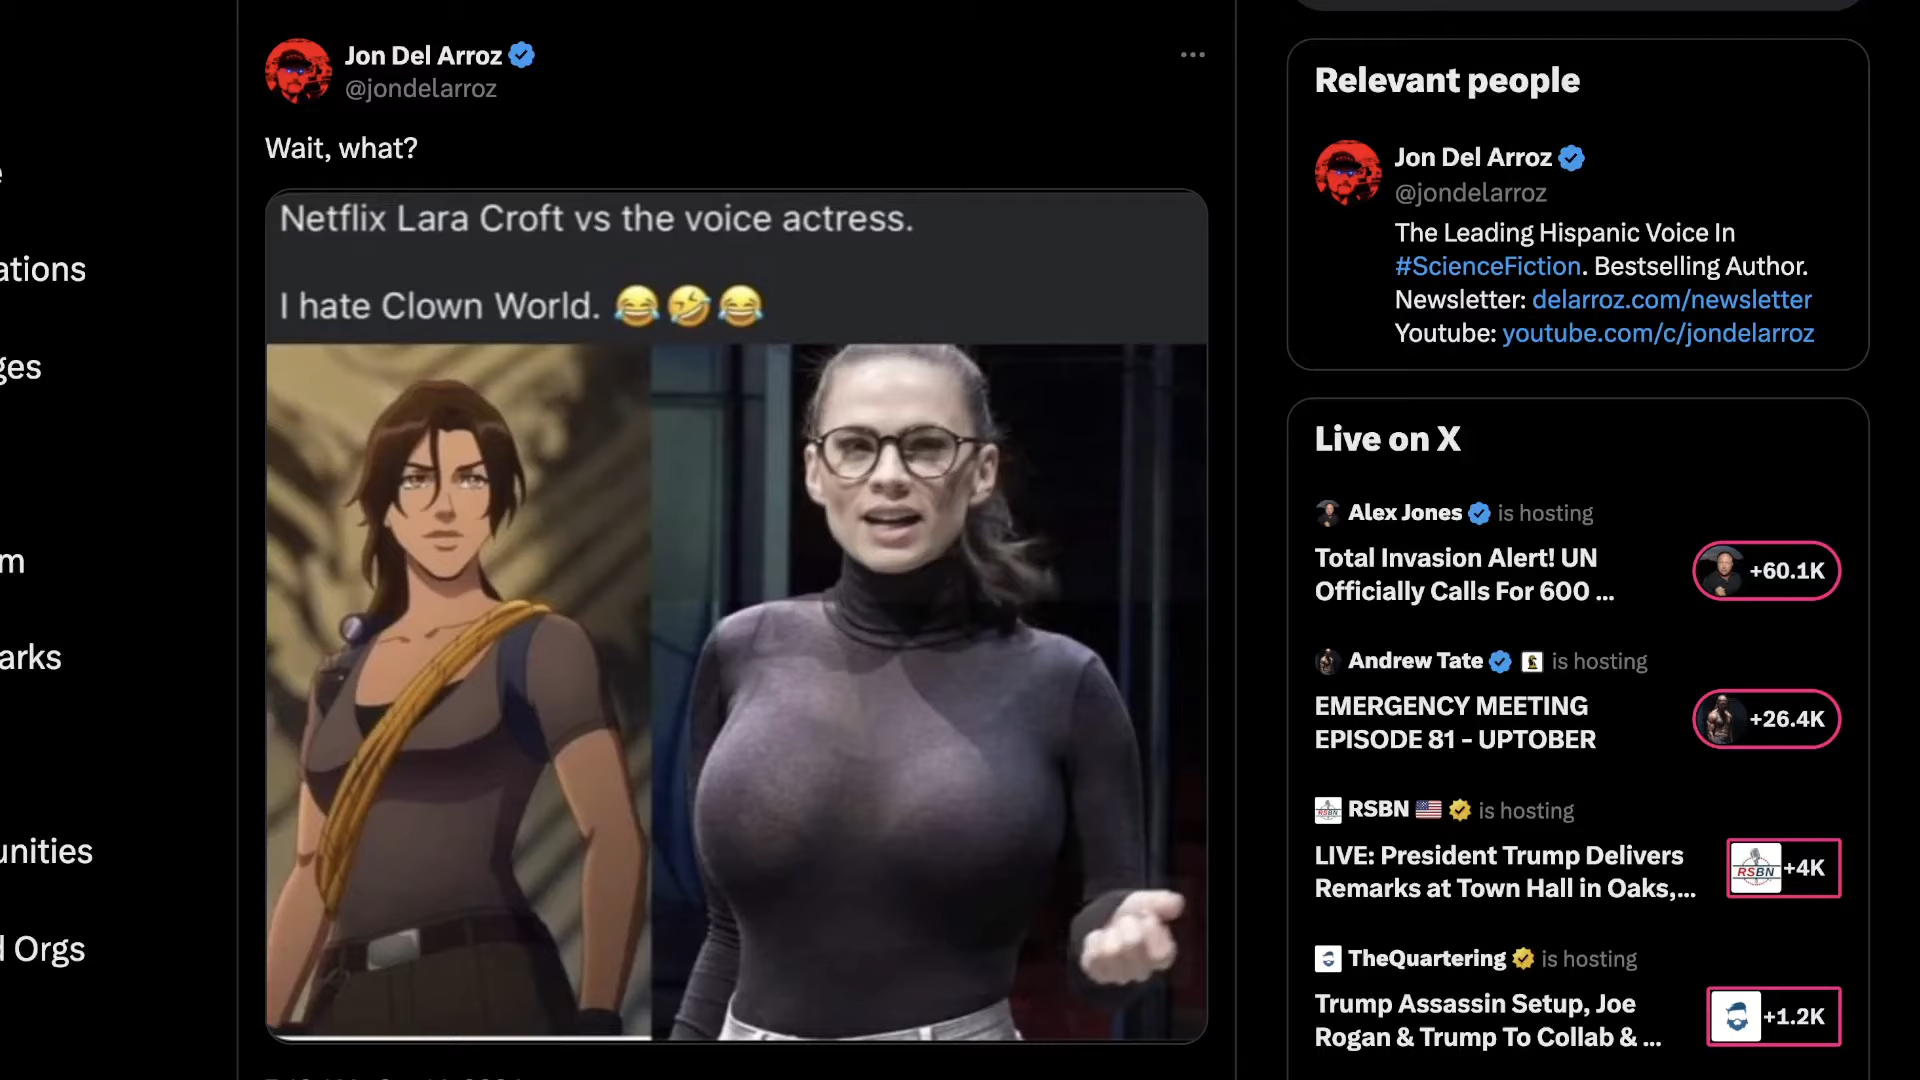 Jon Del Arroz
@jondelarroz
Wait, what?
Netflix Lara Croft vs the voice actress.
I hate Clown World. 😂🤣😂
ations
ges
m
arks
unities
d Orgs
Relevant people
Jon Del Arroz
@jondelarroz
The Leading Hispanic Voice In
#ScienceFiction. Bestselling Author.
Newsletter: delarroz.com/newsletter
Youtube: youtube.com/c/jondelarroz
Live on X
Alex Jones is hosting
Total Invasion Alert! UN
Officially Calls For 600 ...
+60.1K
Andrew Tate is hosting
EMERGENCY MEETING
EPISODE 81 - UPTOBER
+26.4K
RSBN 🇺🇸 is hosting
LIVE: President Trump Delivers
Remarks at Town Hall in Oaks,...
RSBN
+4K
TheQuartering is hosting
Trump Assassin Setup, Joe
Rogan & Trump To Collab & ...
+1.2K